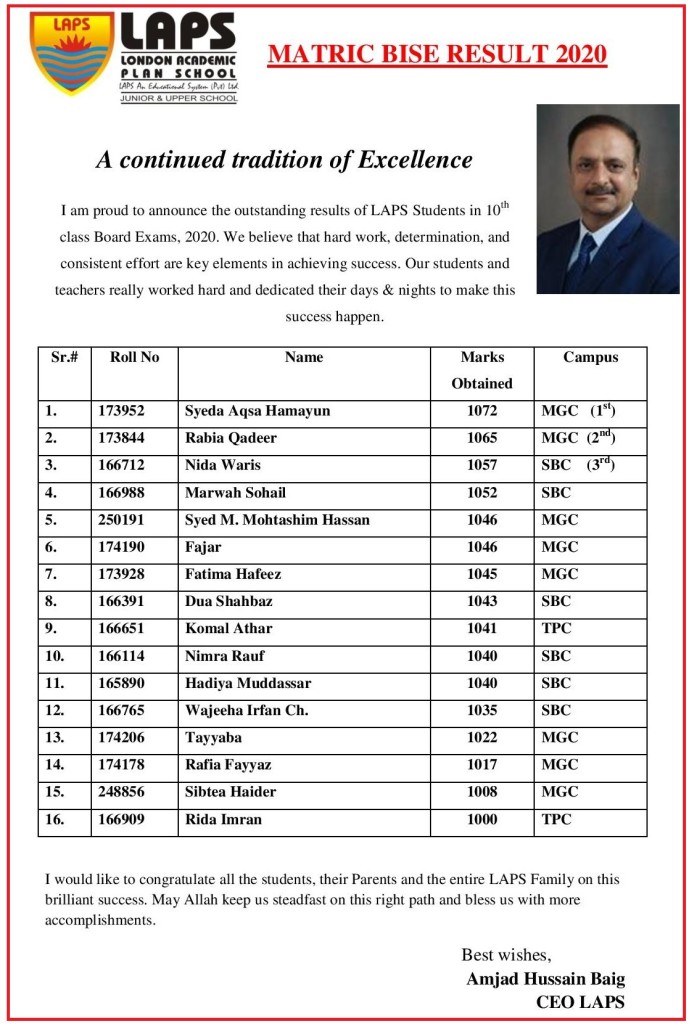 LAPS
LAPS
LONDON ACADEMIC
PLAN SCHOOL
LAPS An Educational System (Pvt) Ltd.
JUNIOR & UPPER SCHOOL
MATRIC BISE RESULT 2020
A continued tradition of Excellence
I am proud to announce the outstanding results of LAPS Students in 10th
class Board Exams, 2020. We believe that hard work, determination, and
consistent effort are key elements in achieving success. Our students and
teachers really worked hard and dedicated their days & nights to make this
success happen.
Sr.# Roll No Name Marks Obtained Campus
1. 173952 Syeda Aqsa Hamayun 1072 MGC (1st)
2. 173844 Rabia Qadeer 1065 MGC (2nd)
3. 166712 Nida Waris 1057 SBC (3rd)
4. 166988 Marwah Sohail 1052 SBC
5. 250191 Syed M. Mohtashim Hassan 1046 MGC
6. 174190 Fajar 1046 MGC
7. 173928 Fatima Hafeez 1045 MGC
8. 166391 Dua Shahbaz 1043 SBC
9. 166651 Komal Athar 1041 TPC
10. 166114 Nimra Rauf 1040 SBC
11. 165890 Hadiya Muddassar 1040 SBC
12. 166765 Wajeeha Irfan Ch. 1035 SBC
13. 174206 Tayyaba 1022 MGC
14. 174178 Rafia Fayyaz 1017 MGC
15. 248856 Sibtea Haider 1008 MGC
16. 166909 Rida Imran 1000 TPC
I would like to congratulate all the students, their Parents and the entire LAPS Family on this
brilliant success. May Allah keep us steadfast on this right path and bless us with more
accomplishments.
Best wishes,
Amjad Hussain Baig
CEO LAPS